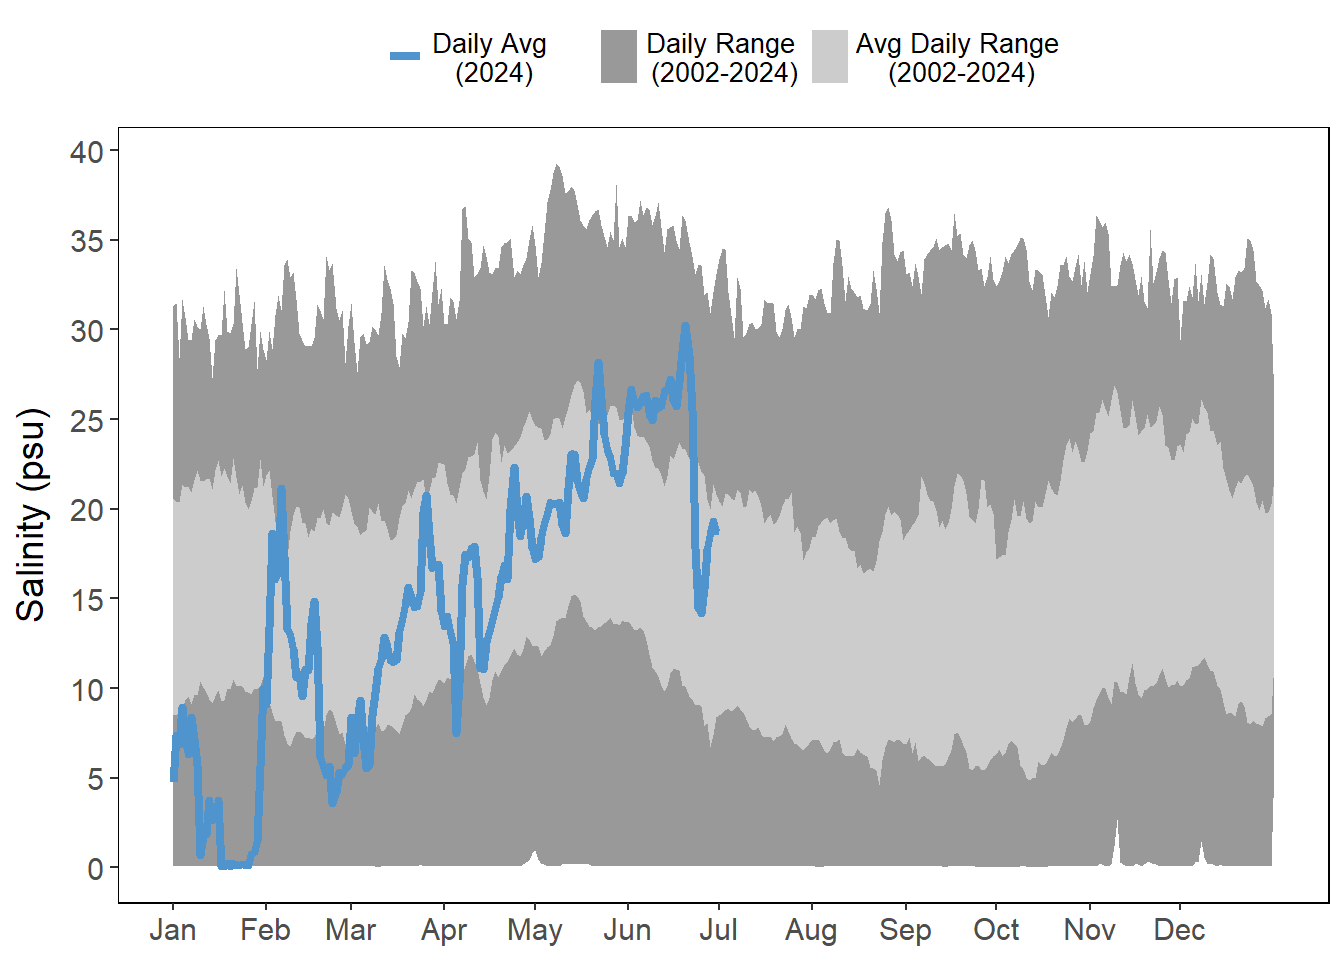 Daily Avg
(2024)
Daily Range
(2002-2024)
Avg Daily Range
(2002-2024)
Salinity (psu)
40
35
30
25
20
15
10
5
0
Jan Feb Mar Apr May Jun Jul Aug Sep Oct Nov Dec